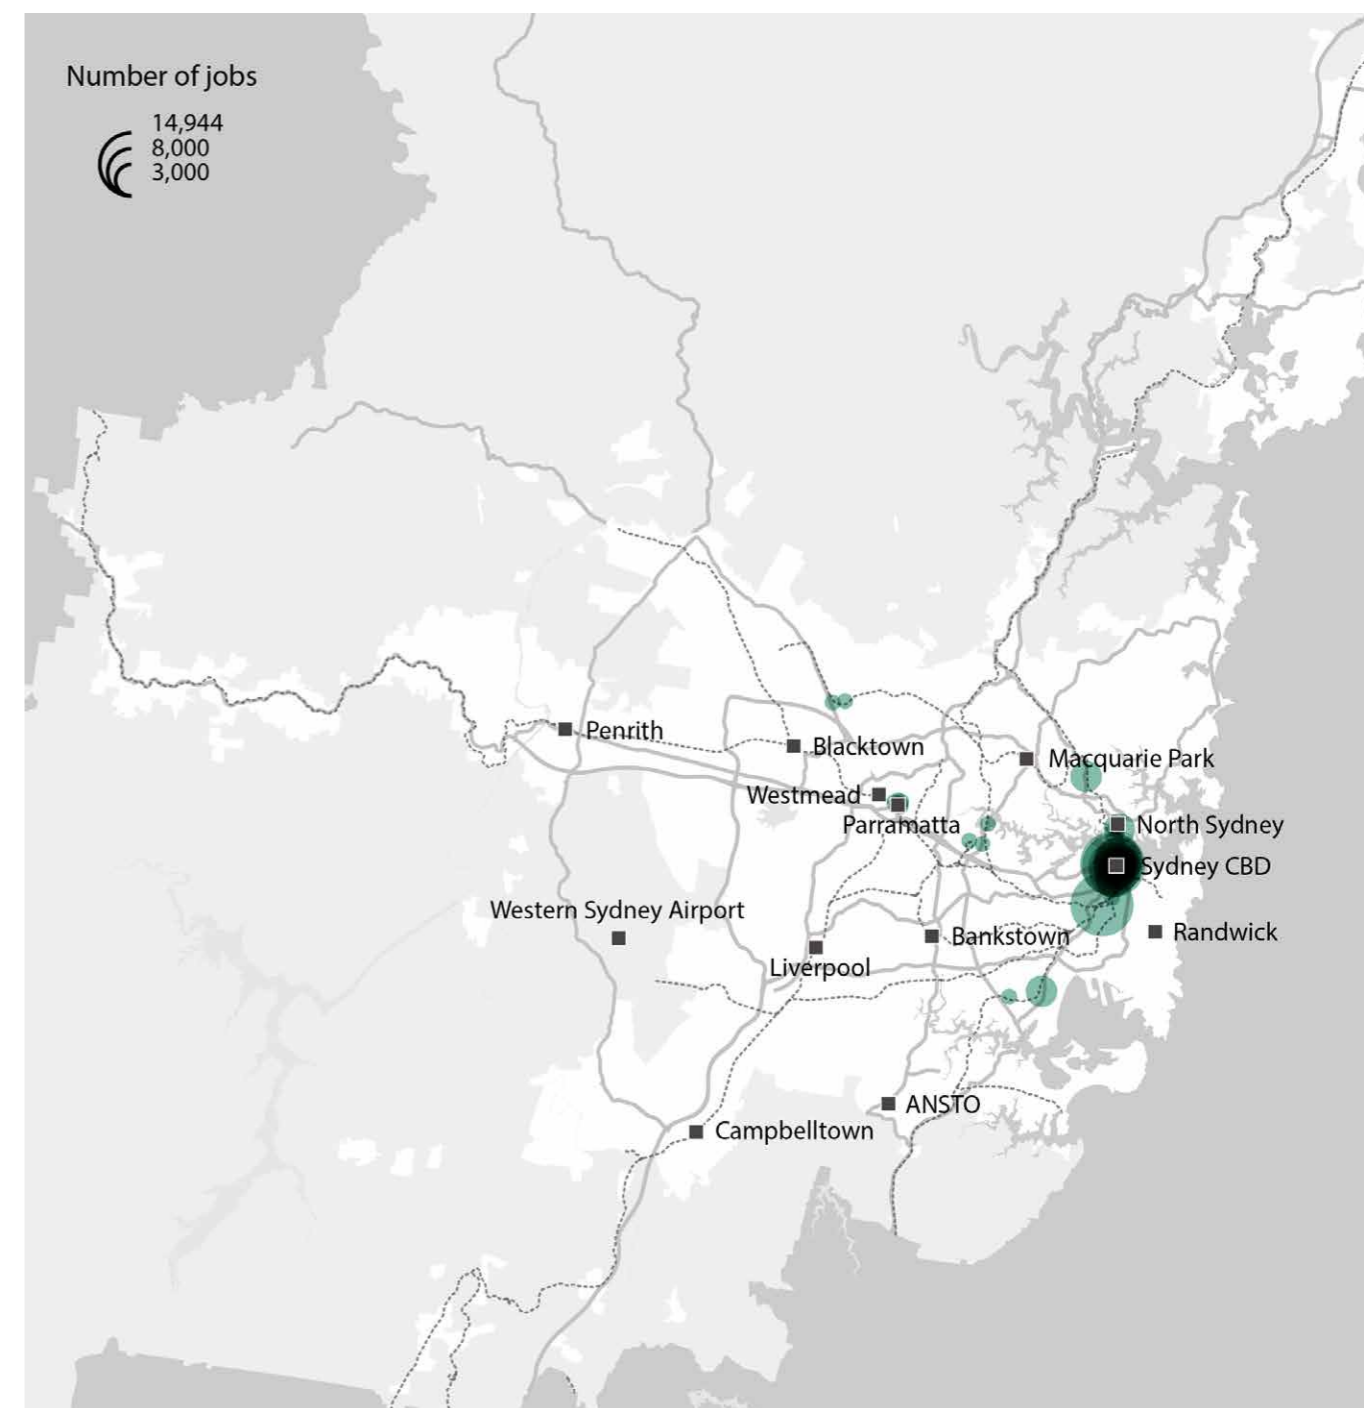 Number of jobs
14,944
8,000
3,000
Penrith
Blacktown
Macquarie Park
Westmead
Parramatta
North Sydney
Sydney CBD
Western Sydney Airport
Bankstown
Randwick
Liverpool
ANSTO
Campbelltown